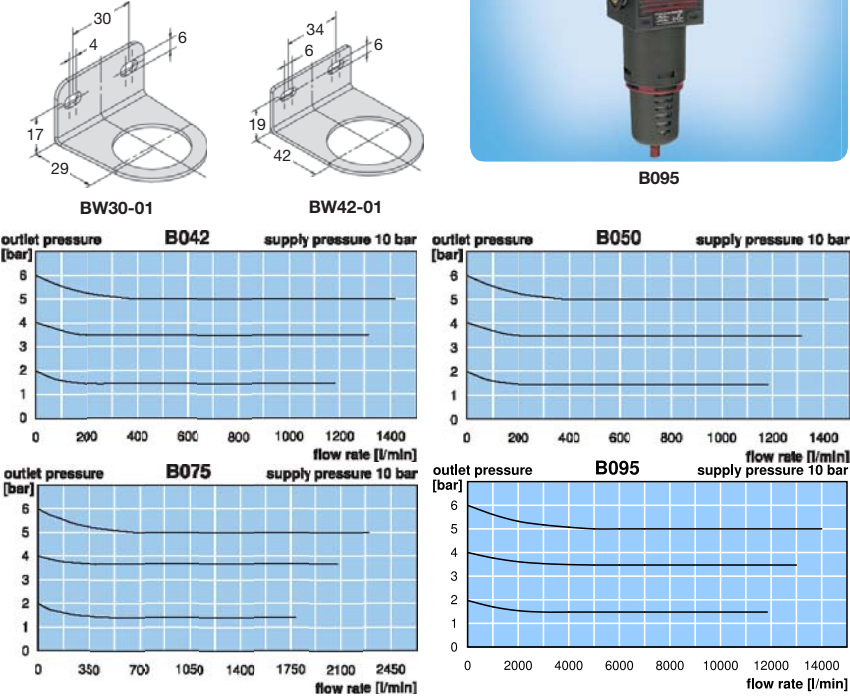 30
4
6
17
29
BW30-01
34
6
6
19
42
BW42-01
B095
outlet pressure B042 supply pressure 10 bar
[bar]
6
5
4
3
2
1
0
0 200 400 600 800 1000 1200 1400
flow rate [l/min]
outlet pressure B050 supply pressure 10 bar
[bar]
6
5
4
3
2
1
0
0 200 400 600 800 1000 1200 1400
flow rate [l/min]
outlet pressure B075 supply pressure 10 bar
[bar]
6
5
4
3
2
1
0
0 350 700 1050 1400 1750 2100 2450
flow rate [l/min]
outlet pressure B095 supply pressure 10 bar
[bar]
6
5
4
3
2
1
0
0 2000 4000 6000 8000 10000 12000 14000
flow rate [l/min]